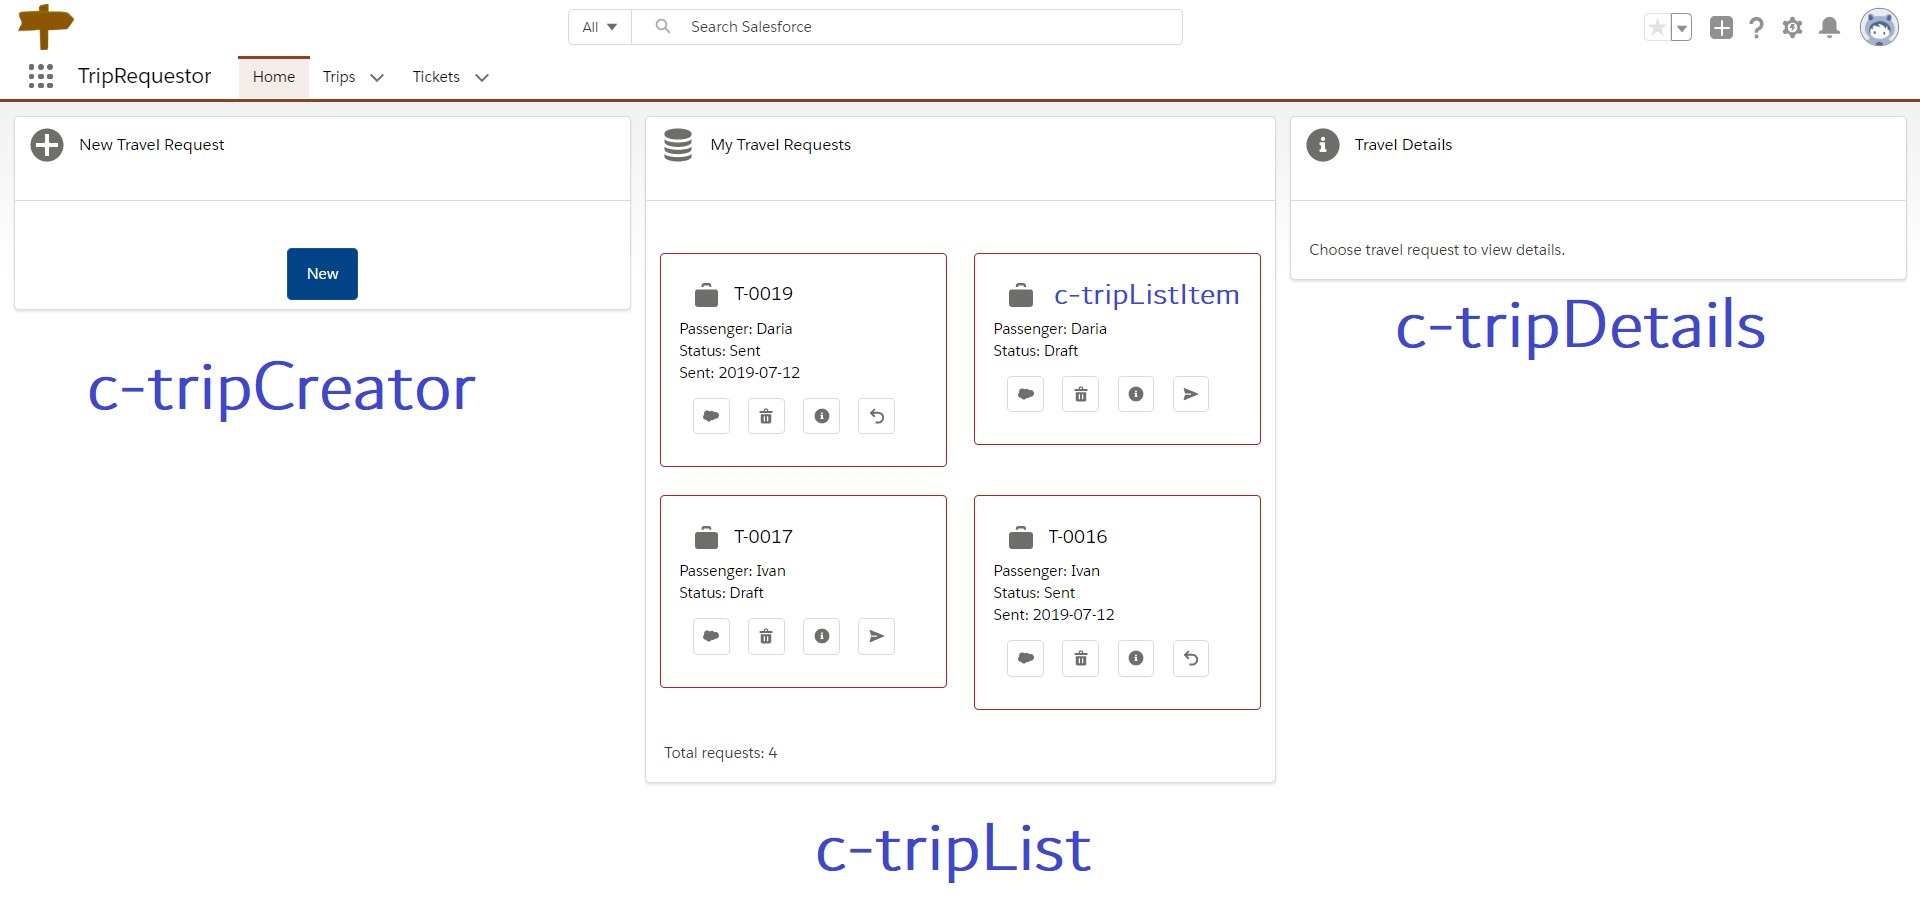 All
Search Salesforce
TripRequestor
Home
Trips
Tickets
New Travel Request
New
c-tripCreator
My Travel Requests
T-0019
Passenger: Daria
Status: Sent
Sent: 2019-07-12
c-tripListItem
Passenger: Daria
Status: Draft
T-0017
Passenger: Ivan
Status: Draft
T-0016
Passenger: Ivan
Status: Sent
Sent: 2019-07-12
Total requests: 4
c-tripList
Travel Details
Choose travel request to view details.
c-tripDetails